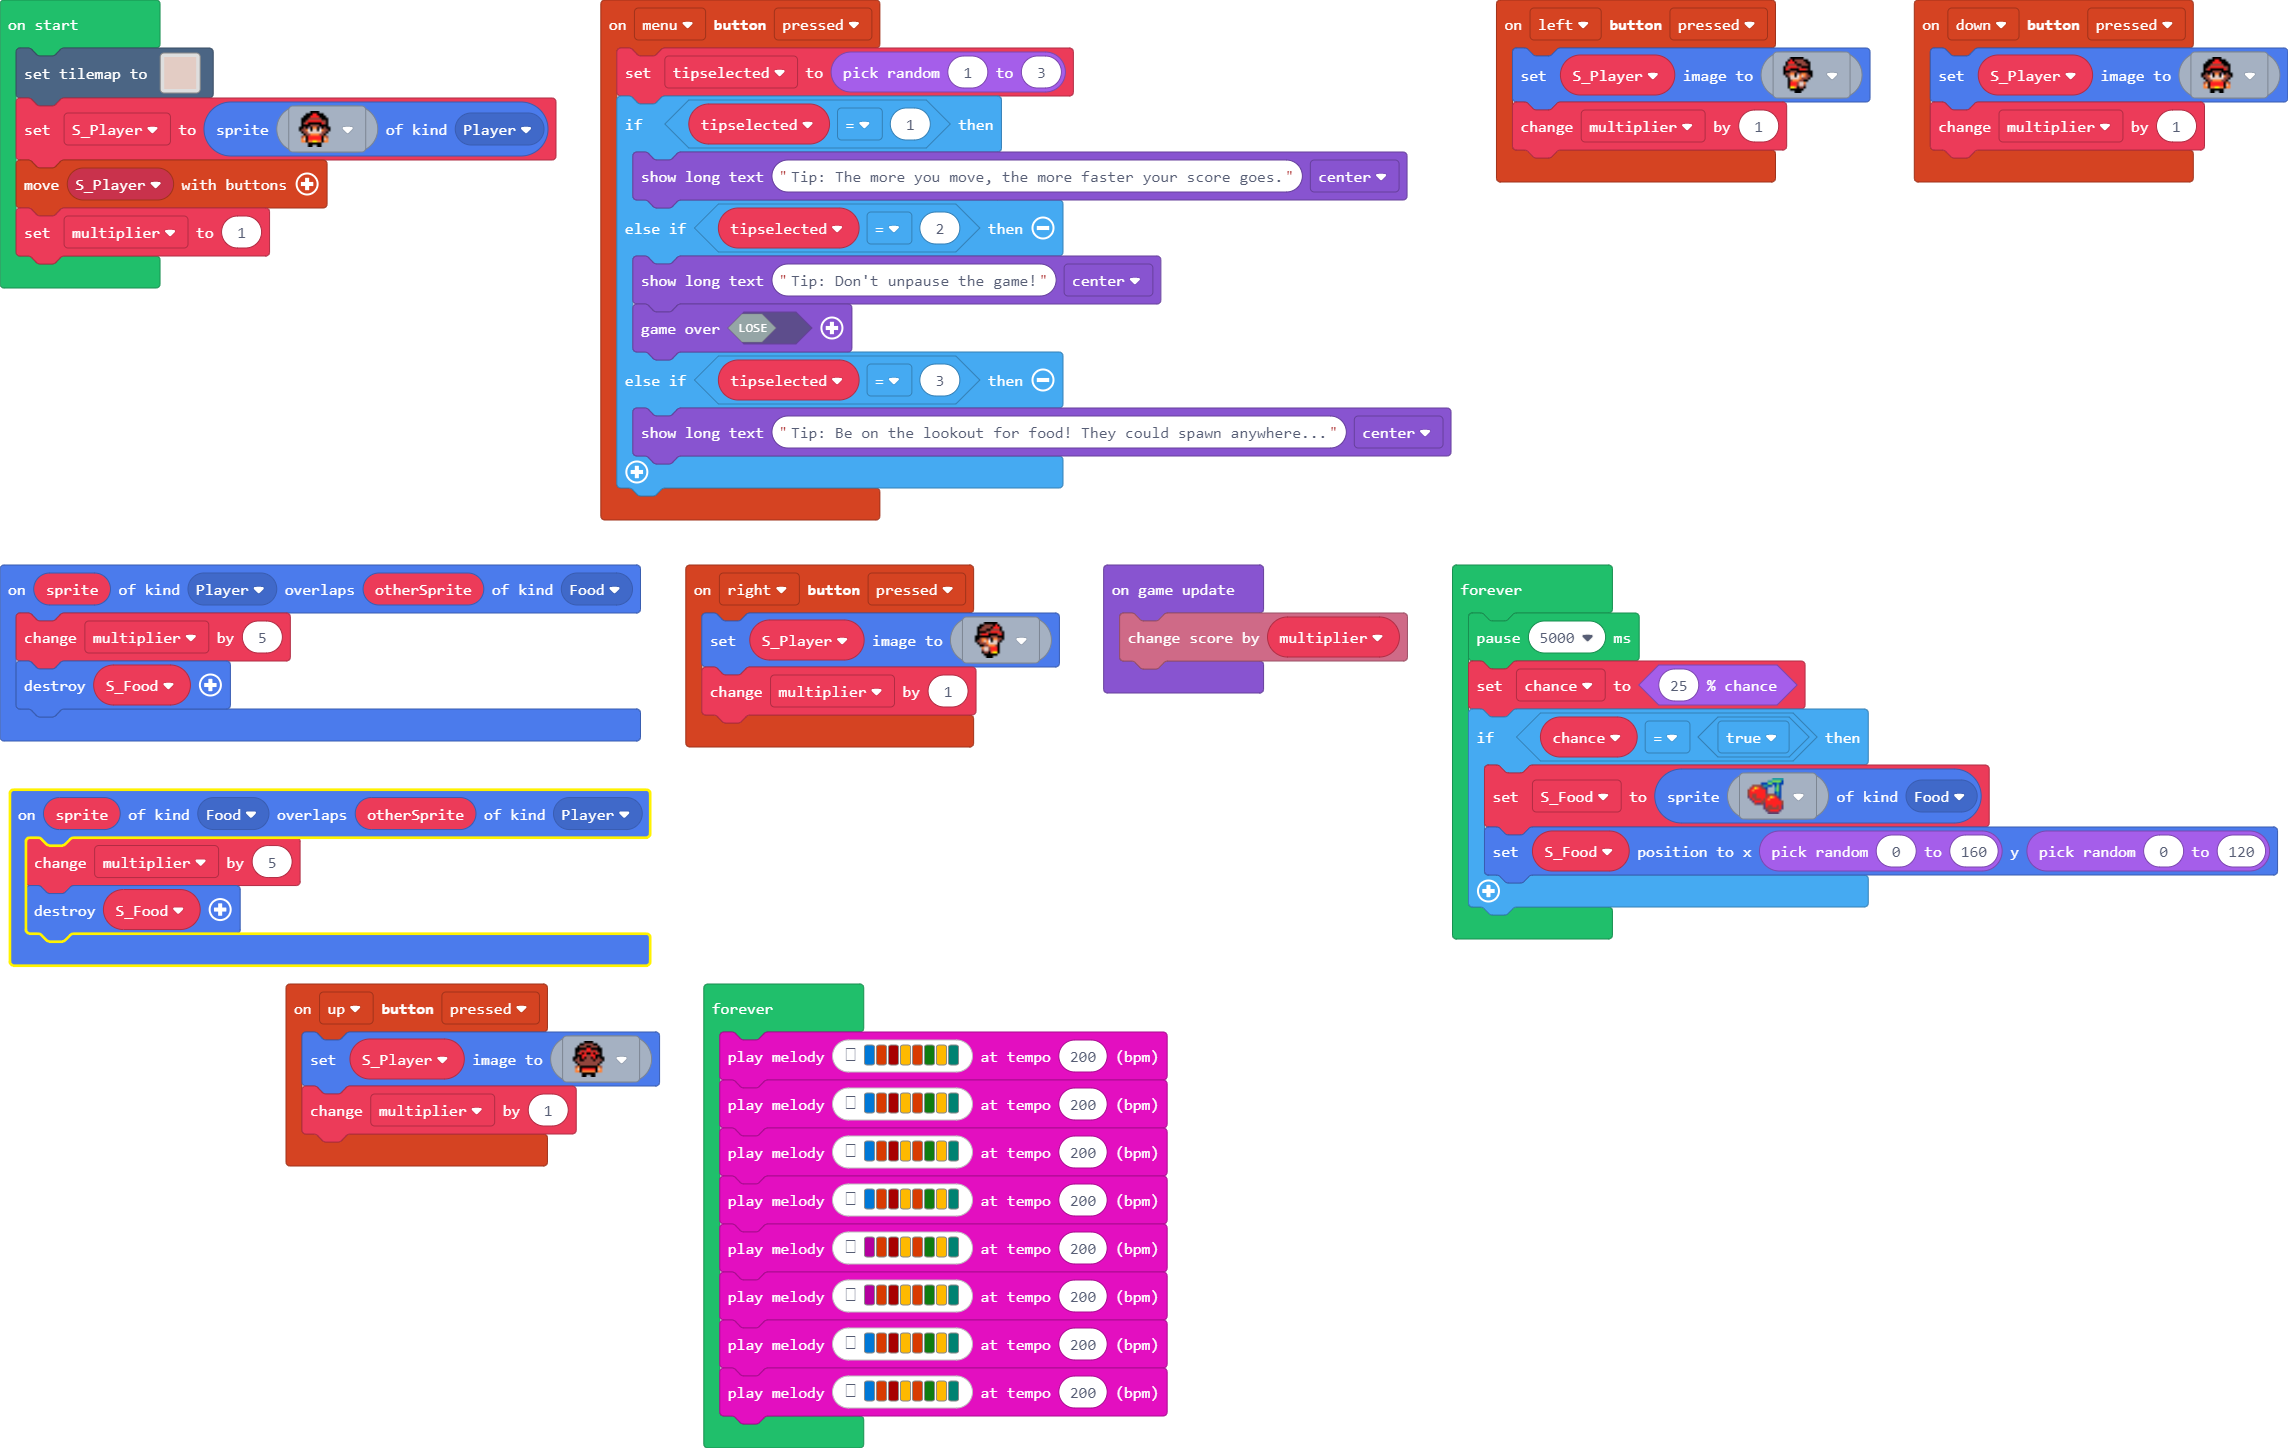 on start
set tilemap to
set S_Player to sprite of kind Player
move S_Player with buttons
set multiplier to 1
on menu button pressed
set tipselected to pick random 1 to 3
if tipselected = 1 then
show long text "Tip: The more you move, the more faster your score goes." center
else if tipselected = 2 then
show long text "Tip: Don't unpause the game!" center
game over LOSE
else if tipselected = 3 then
show long text "Tip: Be on the lookout for food! They could spawn anywhere..." center
on left button pressed
set S_Player image to
change multiplier by 1
on down button pressed
set S_Player image to
change multiplier by 1
on sprite of kind Player overlaps otherSprite of kind Food
change multiplier by 5
destroy S_Food
on right button pressed
set S_Player image to
change multiplier by 1
on game update
change score by multiplier
forever
pause 5000 ms
set chance to 25 % chance
if chance = true then
set S_Food to sprite of kind Food
set S_Food position to x pick random 0 to 160 y pick random 0 to 120
on sprite of kind Food overlaps otherSprite of kind Player
change multiplier by 5
destroy S_Food
on up button pressed
set S_Player image to
change multiplier by 1
forever
play melody at tempo 200 (bpm)
play melody at tempo 200 (bpm)
play melody at tempo 200 (bpm)
play melody at tempo 200 (bpm)
play melody at tempo 200 (bpm)
play melody at tempo 200 (bpm)
play melody at tempo 200 (bpm)
play melody at tempo 200 (bpm)